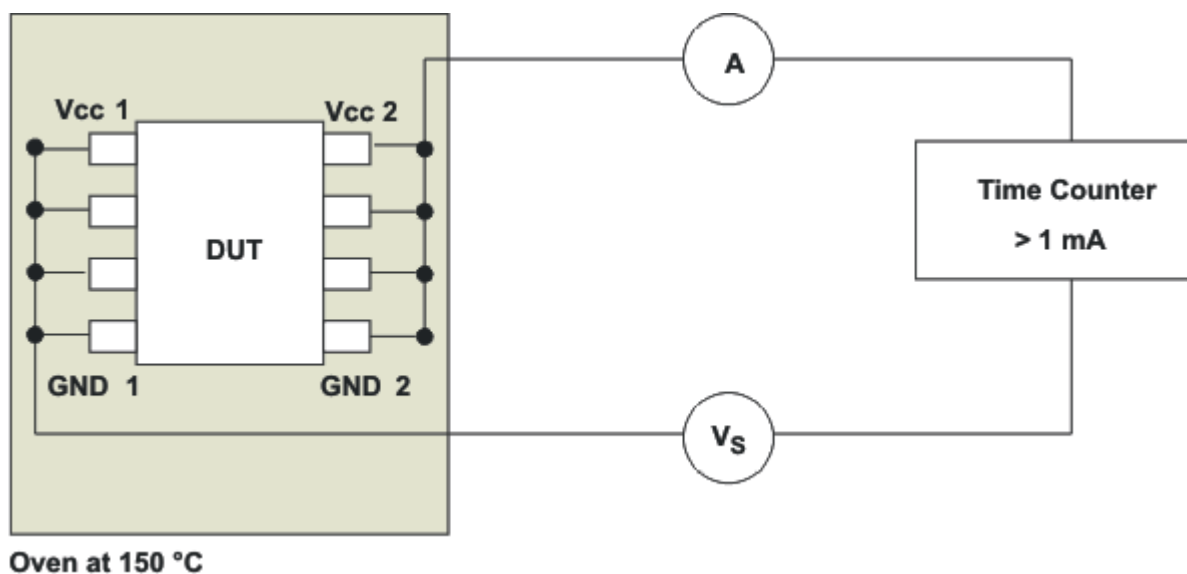 A
Vcc 1
Vcc 2
DUT
Time Counter
> 1 mA
GND 1
GND 2
VS
Oven at 150 °C